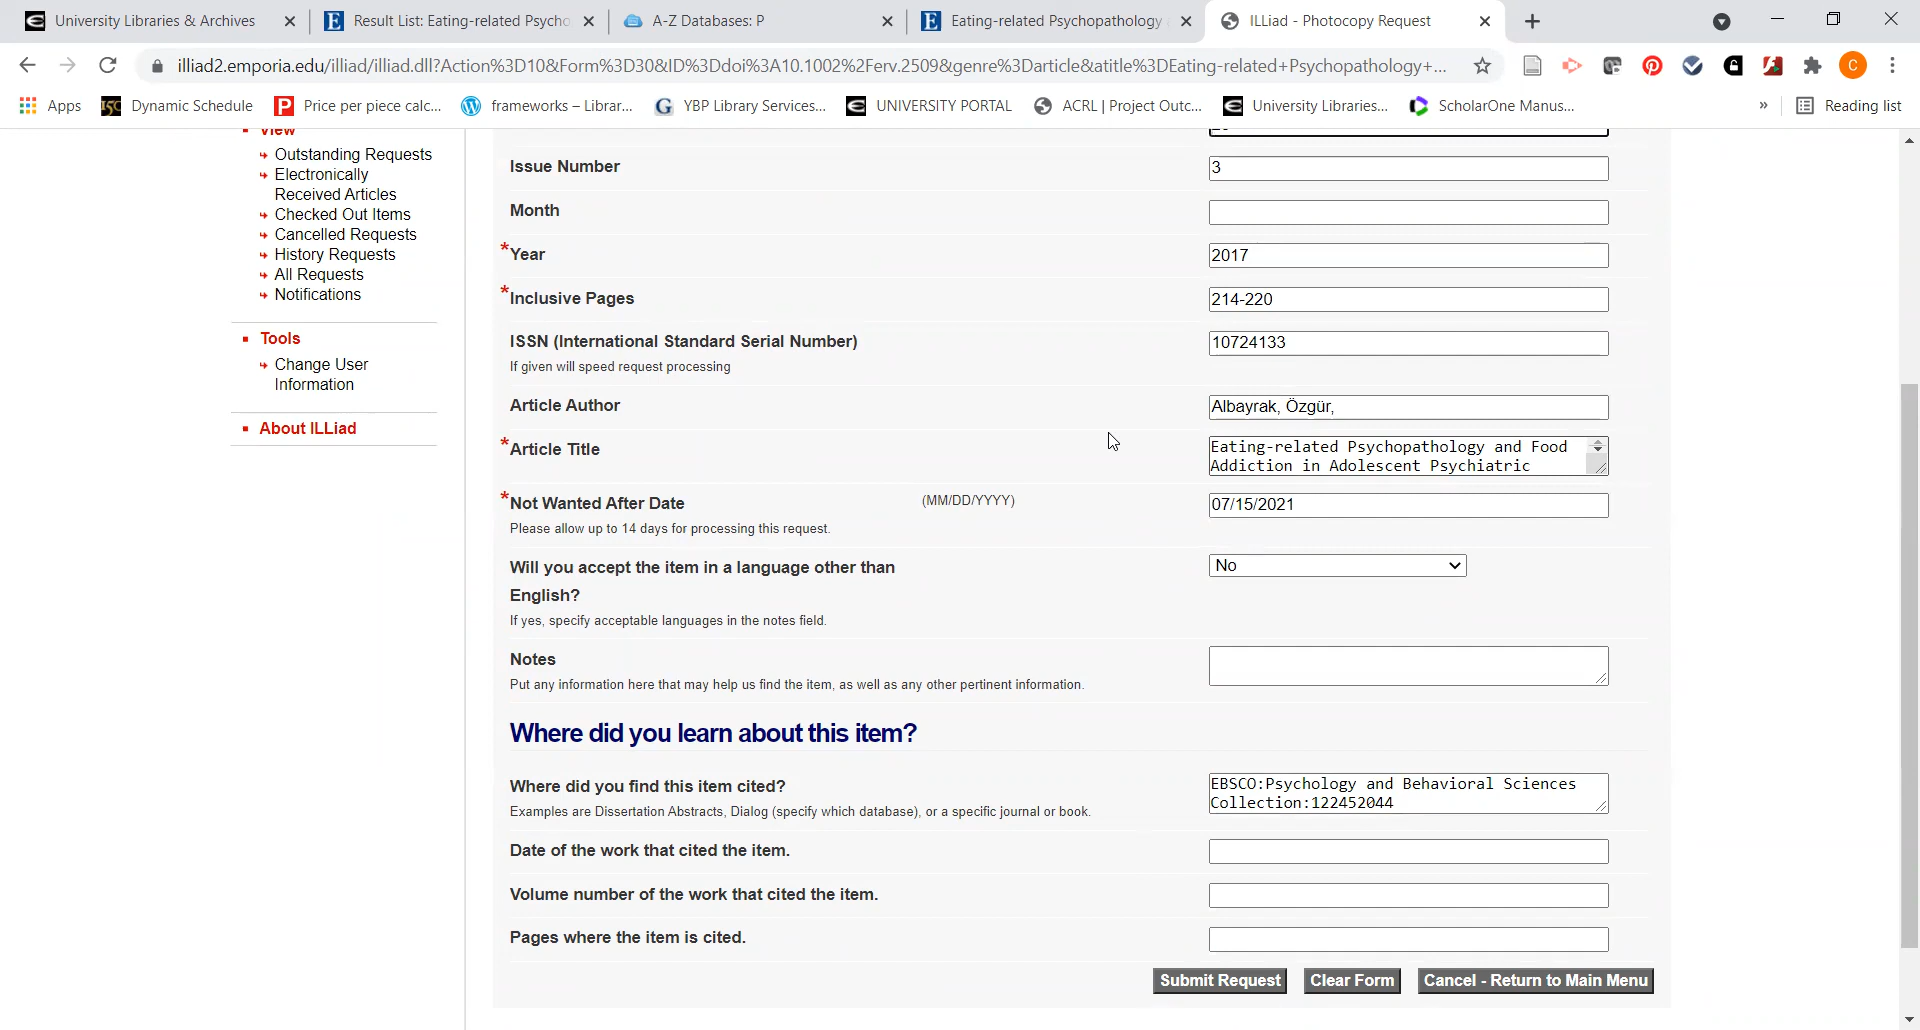 University Libraries & Archives
Result List: Eating-related Psycho
A-Z Databases: P
Eating-related Psychopathology a
ILLiad - Photocopy Request
illiad2.emporia.edu/illiad/illiad.dll?Action%3D10&Form%3D30&ID%3Ddoi%3A10.1002%2Ferv.2509&genre%3Darticle&atitle%3DEating-related+Psychopathology+...
C
Apps
Dynamic Schedule
Price per piece calc...
frameworks – Librar...
YBP Library Services...
UNIVERSITY PORTAL
ACRL | Project Outc...
University Libraries...
ScholarOne Manus...
»
Reading list
View
Outstanding Requests
Electronically
Received Articles
Checked Out Items
Cancelled Requests
History Requests
All Requests
Notifications
Tools
Change User
Information
About ILLiad
Issue Number
3
Month
*Year
2017
*Inclusive Pages
214-220
ISSN (International Standard Serial Number)
10724133
If given will speed request processing
Article Author
Albayrak, Özgür,
*Article Title
Eating-related Psychopathology and Food
Addiction in Adolescent Psychiatric
*Not Wanted After Date
(MM/DD/YYYY)
07/15/2021
Please allow up to 14 days for processing this request.
Will you accept the item in a language other than
English?
No
If yes, specify acceptable languages in the notes field.
Notes
Put any information here that may help us find the item, as well as any other pertinent information.
Where did you learn about this item?
Where did you find this item cited?
Examples are Dissertation Abstracts, Dialog (specify which database), or a specific journal or book.
EBSCO:Psychology and Behavioral Sciences
Collection:122452044
Date of the work that cited the item.
Volume number of the work that cited the item.
Pages where the item is cited.
Submit Request
Clear Form
Cancel - Return to Main Menu